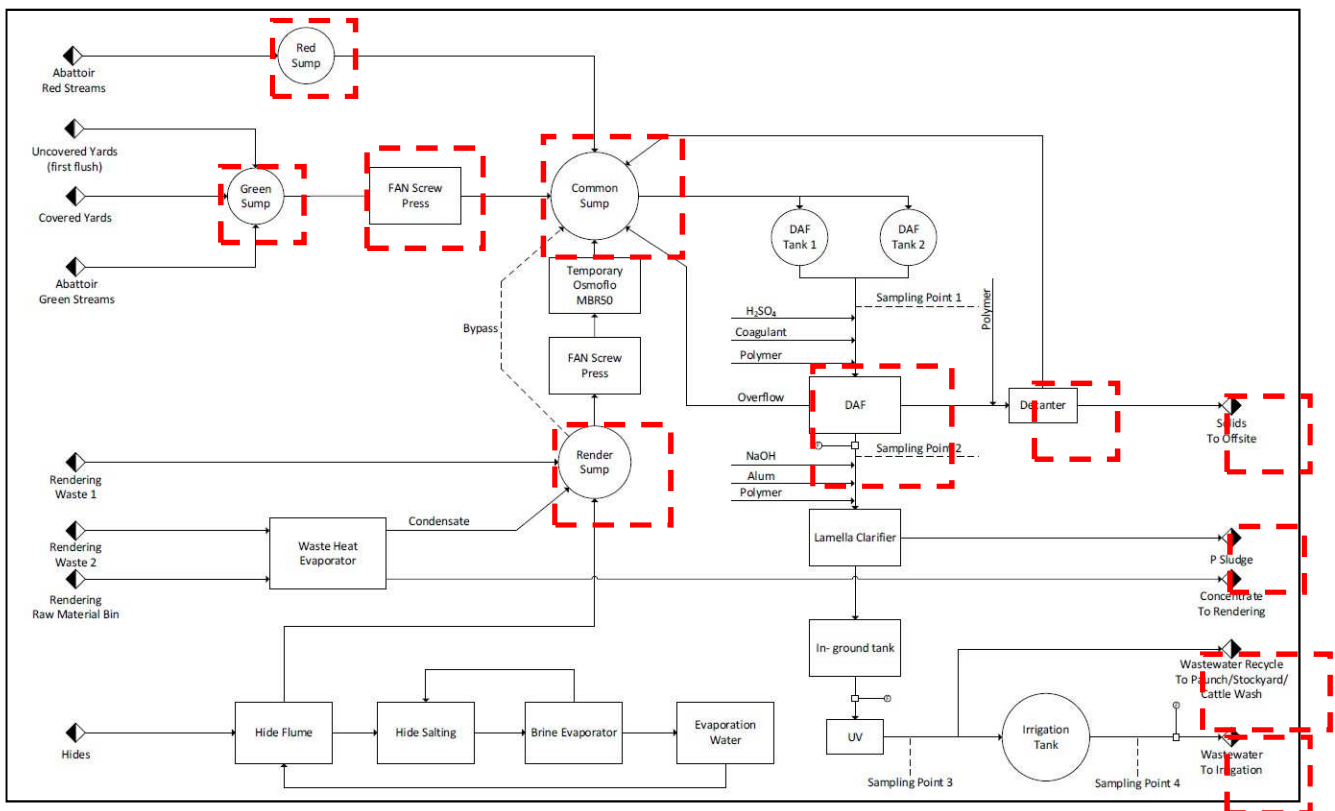 Red
Sump
Abattoir
Red Streams
Uncovered Yards
(first flush)
Green
Sump
FAN Screw
Press
Common
Sump
Covered Yards
DAF
Tank 1
DAF
Tank 2
Abattoir
Green Streams
Temporary
Osmoflo
MBR50
Sampling Point 1
H₂SO₄
Polymer
Bypass
Coagulant
FAN Screw
Press
Polymer
Overflow
DAF
Decanter
Solids
To Offsite
Sampling Point 2
NaOH
Render
Sump
Alum
Polymer
Rendering
Waste 1
Condensate
Waste Heat
Evaporator
Lamella Clarifier
Rendering
Waste 2
P Sludge
Rendering
Raw Material Bin
Concentrate
To Rendering
In- ground tank
Wastewater Recycle
To Paunch/Stockyard/
Cattle Wash
Hide Flume
Hide Salting
Brine Evaporator
Evaporation
Water
UV
Irrigation
Tank
Hides
Wastewater
To Irrigation
Sampling Point 3
Sampling Point 4